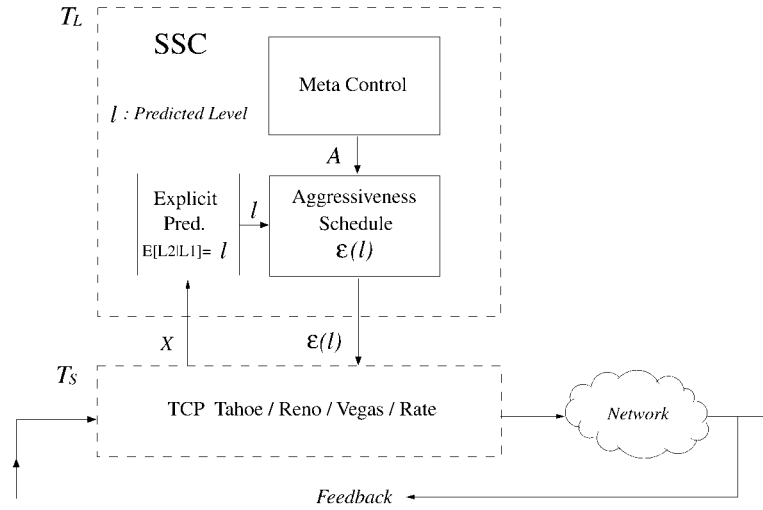 T_L
SSC
Meta Control
l : Predicted Level
A
Explicit
Pred.
E[L2|L1]= l
l
Aggressiveness
Schedule
ε(l)
X
ε(l)
T_S
TCP Tahoe / Reno / Vegas / Rate
Network
Feedback